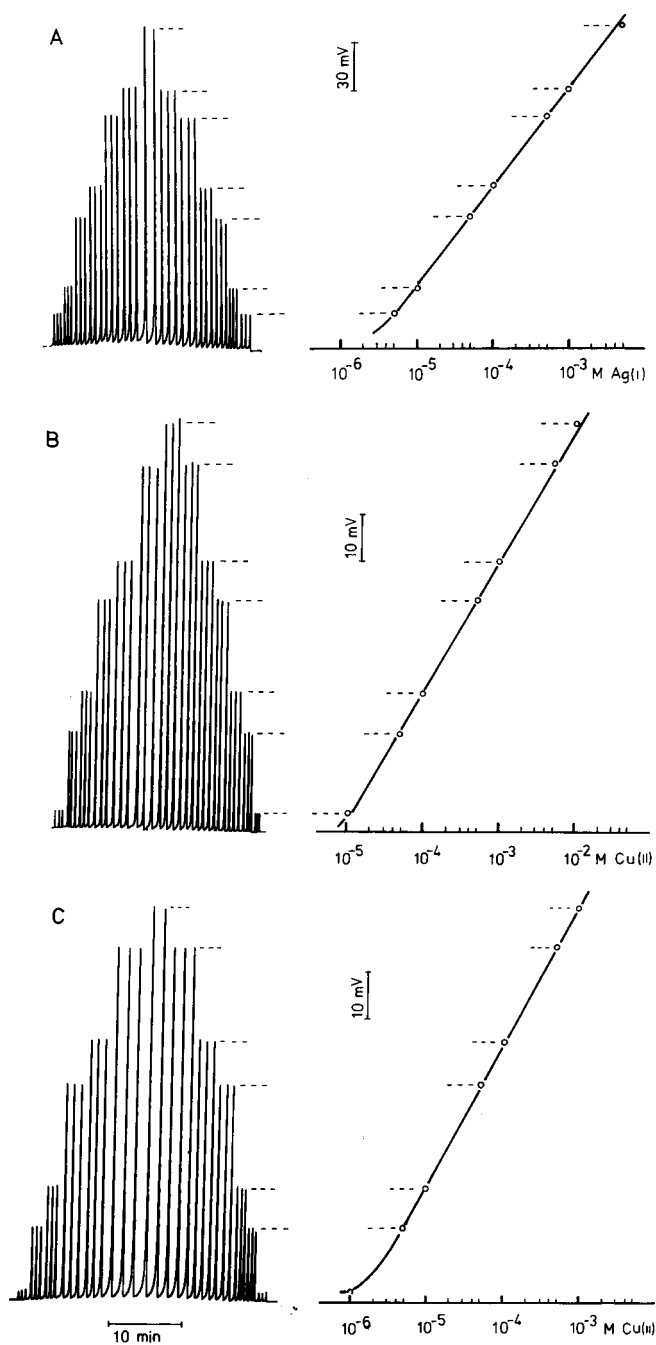 A
30 mV
10⁻⁶ 10⁻⁵ 10⁻⁴ 10⁻³ M Ag(I)
B
10 mV
10⁻⁵ 10⁻⁴ 10⁻³ 10⁻² M Cu(II)
C
10 mV
10⁻⁶ 10⁻⁵ 10⁻⁴ 10⁻³ M Cu(II)
10 min